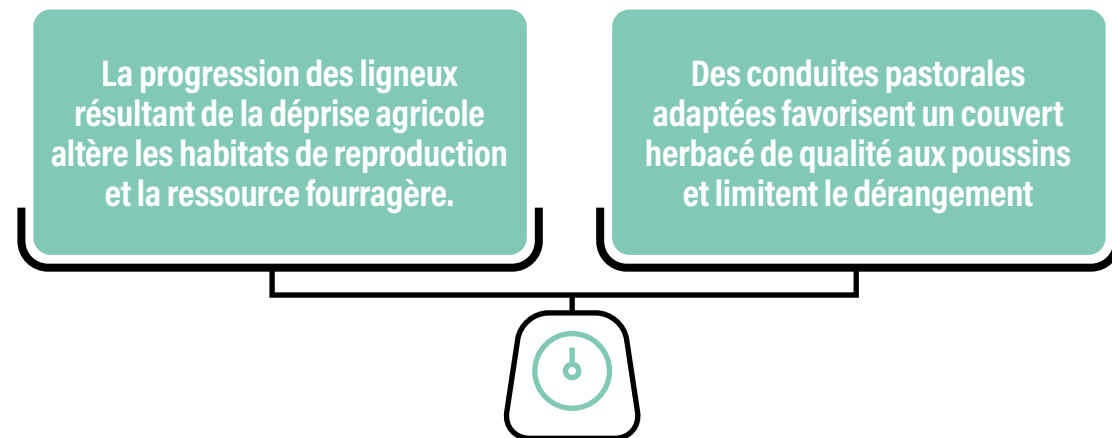 La progression des ligneux
résultant de la déprise agricole
altère les habitats de reproduction
et la ressource fourragère.
Des conduites pastorales
adaptées favorisent un couvert
herbacé de qualité aux poussins
et limitent le dérangement